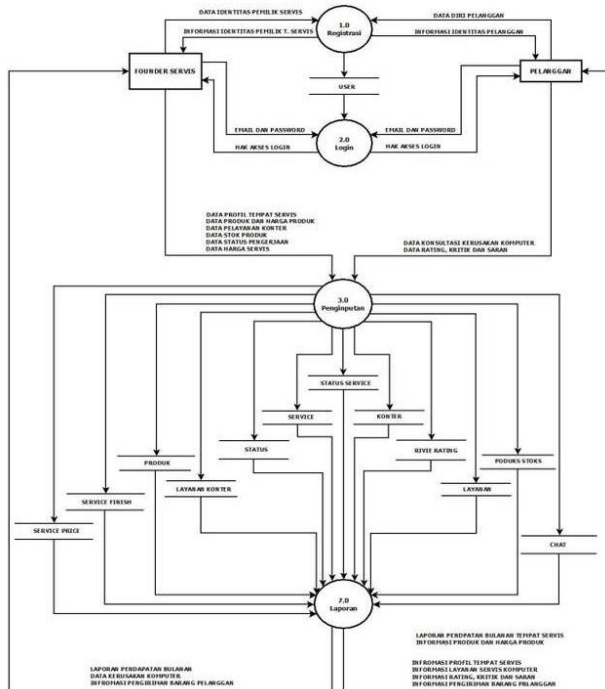 DATA IDENTITAS PEMILIK SERVIS
1.0
Registrasi
DATA DIRI PELANGGAN
INFORMASI IDENTITAS PEMILIK T. SERVIS
INFORMASI IDENTITAS PELANGGAN
FOUNDER SERVIS
PELANGGAN
USER
EMAIL DAN PASSWORD
2.0
Login
EMAIL DAN PASSWORD
HAK AKSES LOGIN
HAK AKSES LOGIN
DATA PROFIL TEMPAT SERVIS
DATA PRODUK DAN HARGA PRODUK
DATA PELAYANAN KONTER
DATA STOK PRODUK
DATA STATUS PENGERJAAN
DATA HARGA SERVIS
DATA KONSULTASI KERUSAKAN KOMPUTER
DATA RATING, KRITIK DAN SARAN
3.0
Penginputan
STATUS SERVICE
SERVICE
KONTER
STATUS
RIVIE RATING
PRODUK
PODUKS STOKS
LAYANAN KONTER
LAYANAN
SERVICE FINISH
SERVICE PRICE
CHAT
7.0
Laporan
LAPORAN PENDPATAN BULANAN TEMPAT SERVIS
INFORMASI PRODUK DAN HARGA PRODUK
LAPORAN PENDAPATAN BULANAN
DATA KERUSAKAN KOMPUTER
INFROMASI PENGIRIMAN BARANG PELANGGAN
INFROMASI PROFIL TEMPAT SERVIS
INFORMASI LAYANAN SERVIS KOMPUTER
INFORMASI RATING, KRITIK DAN SARAN
INFORMASI PENGIRIMAN BARANG PRLANGGAN